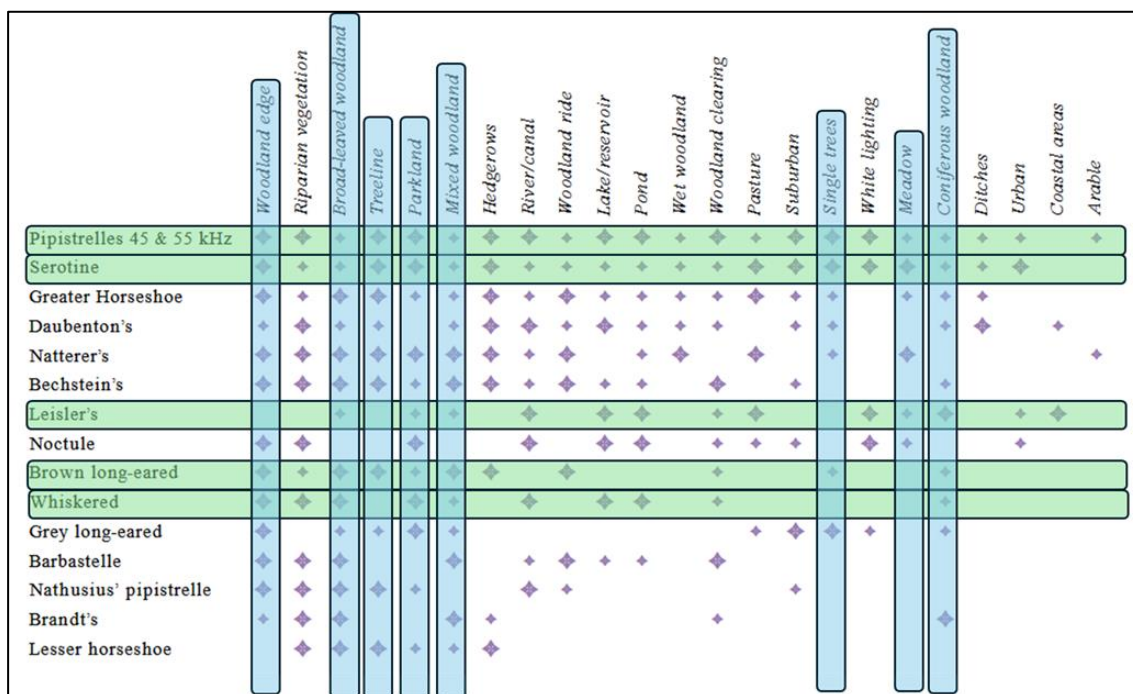 Woodland edge
Riparian vegetation
Broad-leaved woodland
Treeline
Parkland
Mixed woodland
Hedgerows
River/canal
Woodland ride
Lake/reservoir
Pond
Wet woodland
Woodland clearing
Pasture
Suburban
Single trees
White lighting
Meadow
Coniferous woodland
Ditches
Urban
Coastal areas
Arable
Pipistrelles 45 & 55 kHz
Serotine
Greater Horseshoe
Daubenton's
Natterer's
Bechstein's
Leisler's
Noctule
Brown long-eared
Whiskered
Grey long-eared
Barbastelle
Nathusius' pipistrelle
Brandt's
Lesser horseshoe